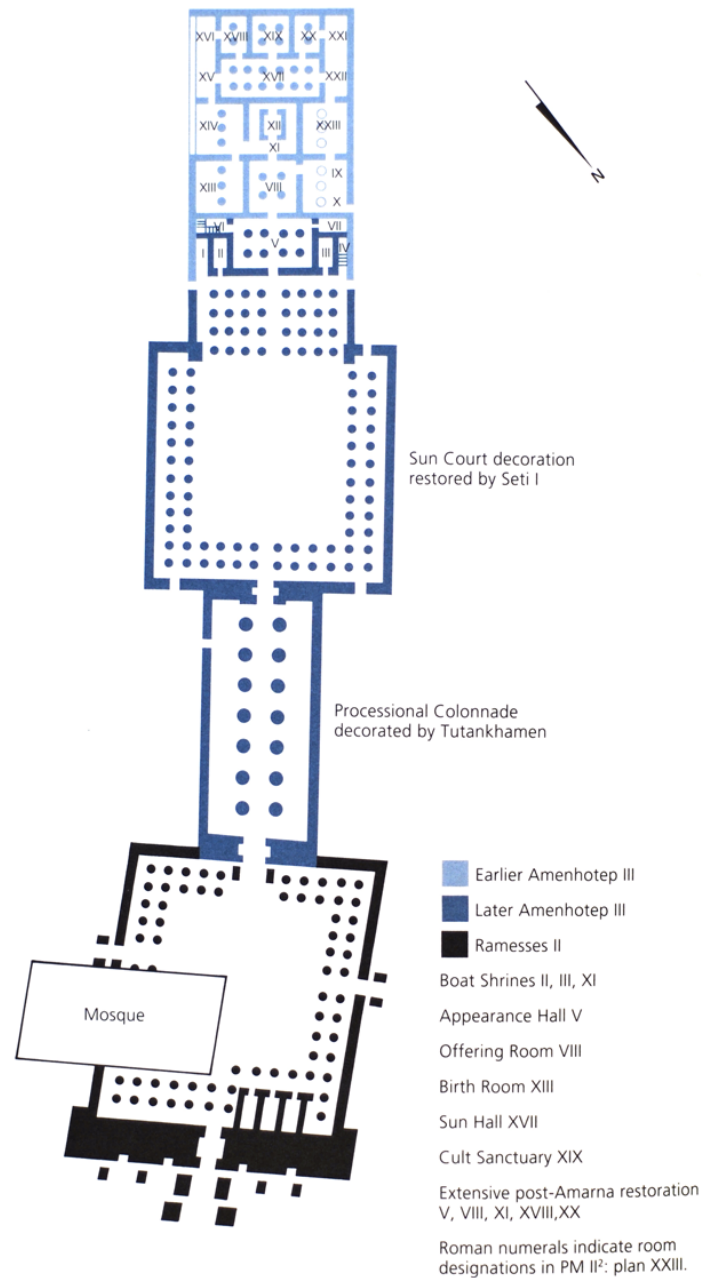 XVI XVIII XIX XX XXI
XV XVII XXII
XIV XII XXIII
XI
XIII VIII IX
X
VI V VII
I II III IV
N
Sun Court decoration
restored by Seti I
Processional Colonnade
decorated by Tutankhamen
Mosque
Earlier Amenhotep III
Later Amenhotep III
Ramesses II
Boat Shrines II, III, XI
Appearance Hall V
Offering Room VIII
Birth Room XIII
Sun Hall XVII
Cult Sanctuary XIX
Extensive post-Amarna restoration
V, VIII, XI, XVIII,XX
Roman numerals indicate room
designations in PM II²: plan XXIII.